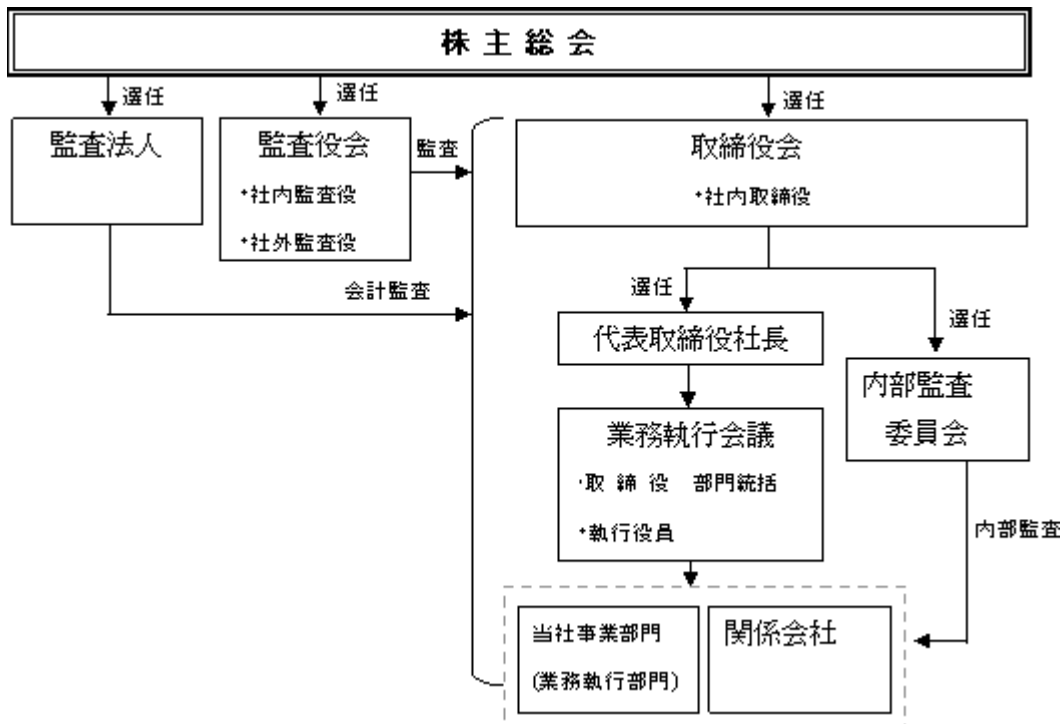 株主総会
選任
選任
選任
監査法人
監査役会
・社内監査役
・社外監査役
監査
取締役会
・社内取締役
会計監査
選任
選任
代表取締役社長
内部監査
委員会
業務執行会議
・取締役 部門統括
・執行役員
内部監査
当社事業部門
(業務執行部門)
関係会社